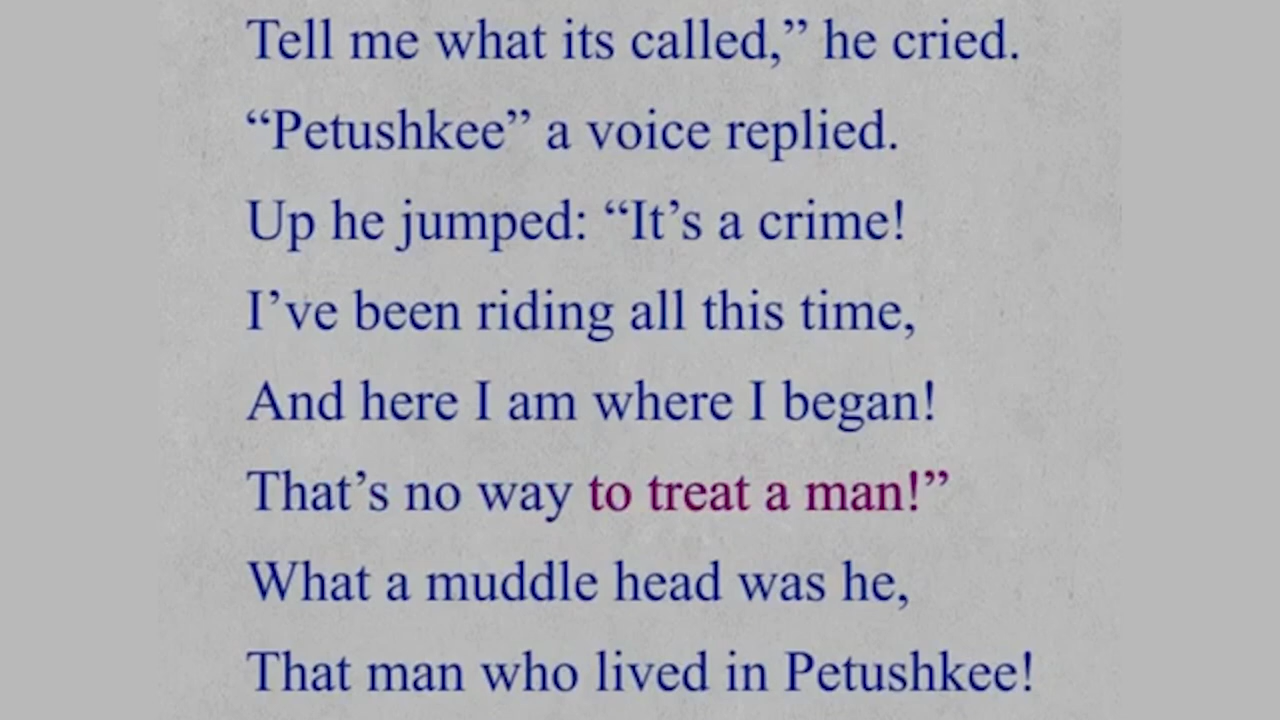 Tell me what its called,” he cried.
“Petushkee” a voice replied.
Up he jumped: “It’s a crime!
I’ve been riding all this time,
And here I am where I began!
That’s no way to treat a man!”
What a muddle head was he,
That man who lived in Petushkee!